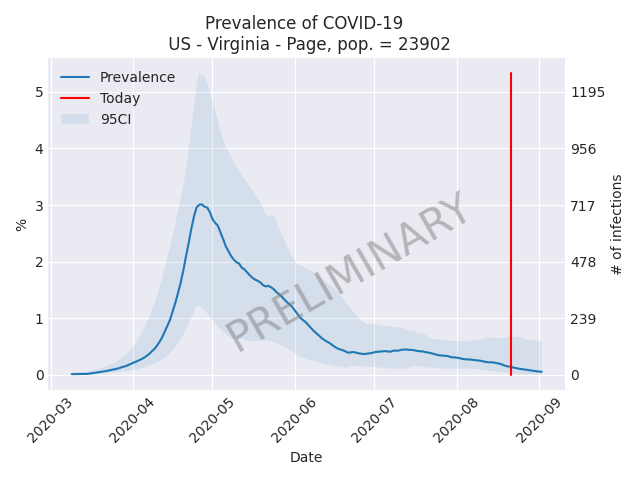 Prevalence of COVID-19
US - Virginia - Page, pop. = 23902
Prevalence
Today
95CI
%
5
4
3
2
1
0
1195
956
717
478
239
0
# of infections
PRELIMINARY
2020-03
2020-04
2020-05
2020-06
2020-07
2020-08
2020-09
Date